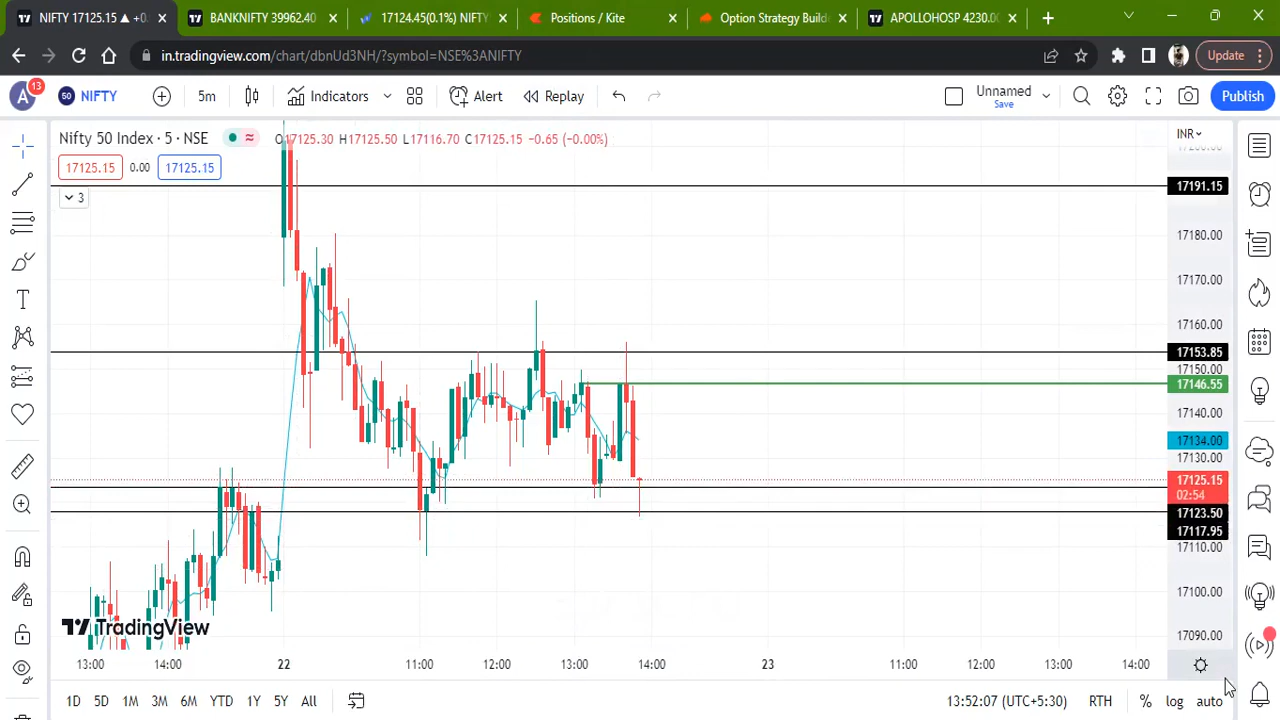 NIFTY 17125.15 ▲ +0.
BANKNIFTY 39962.40
17124.45(0.1%) NIFTY
Positions / Kite
Option Strategy Build
APOLLOHOSP 4230.00
in.tradingview.com/chart/dbnUd3NH/?symbol=NSE%3ANIFTY
Update
A 13
50 NIFTY
5m
Indicators
Alert
Replay
Unnamed
Save
Publish
Nifty 50 Index · 5 · NSE
O17125.30 H17125.50 L17116.70 C17125.15 −0.65 (−0.00%)
INR
17125.15 0.00 17125.15
3
17191.15
17180.00
17170.00
17160.00
17153.85
17150.00
17146.55
17140.00
17134.00
17130.00
17125.15
02:54
17123.50
17117.95
17110.00
17100.00
17090.00
TradingView
13:00 14:00 22 11:00 12:00 13:00 14:00 23 11:00 12:00 13:00 14:00
1D 5D 1M 3M 6M YTD 1Y 5Y All
13:52:07 (UTC+5:30) RTH % log auto